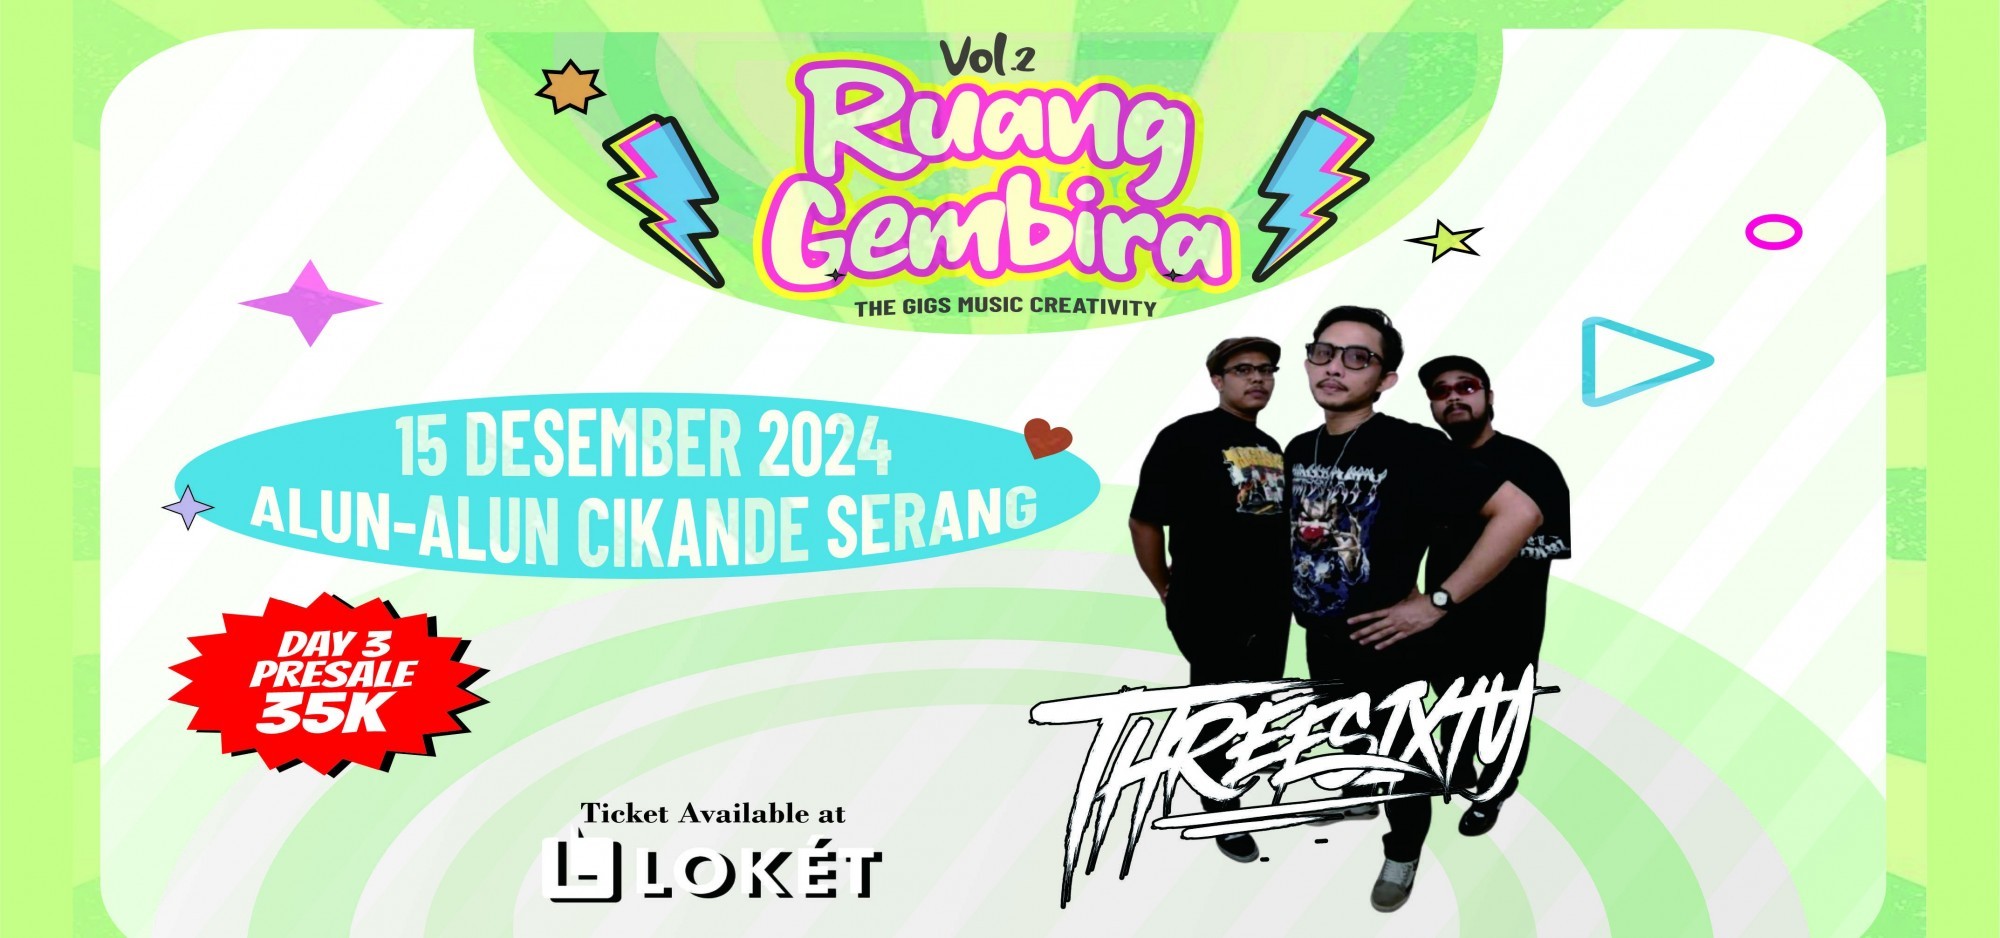 Vol.2
Ruang
Gembira
THE GIGS MUSIC CREATIVITY
15 DESEMBER 2024
ALUN-ALUN CIKANDE SERANG
DAY 3
PRESALE
35K
THREESIXTY
Ticket Available at
LOKÉT